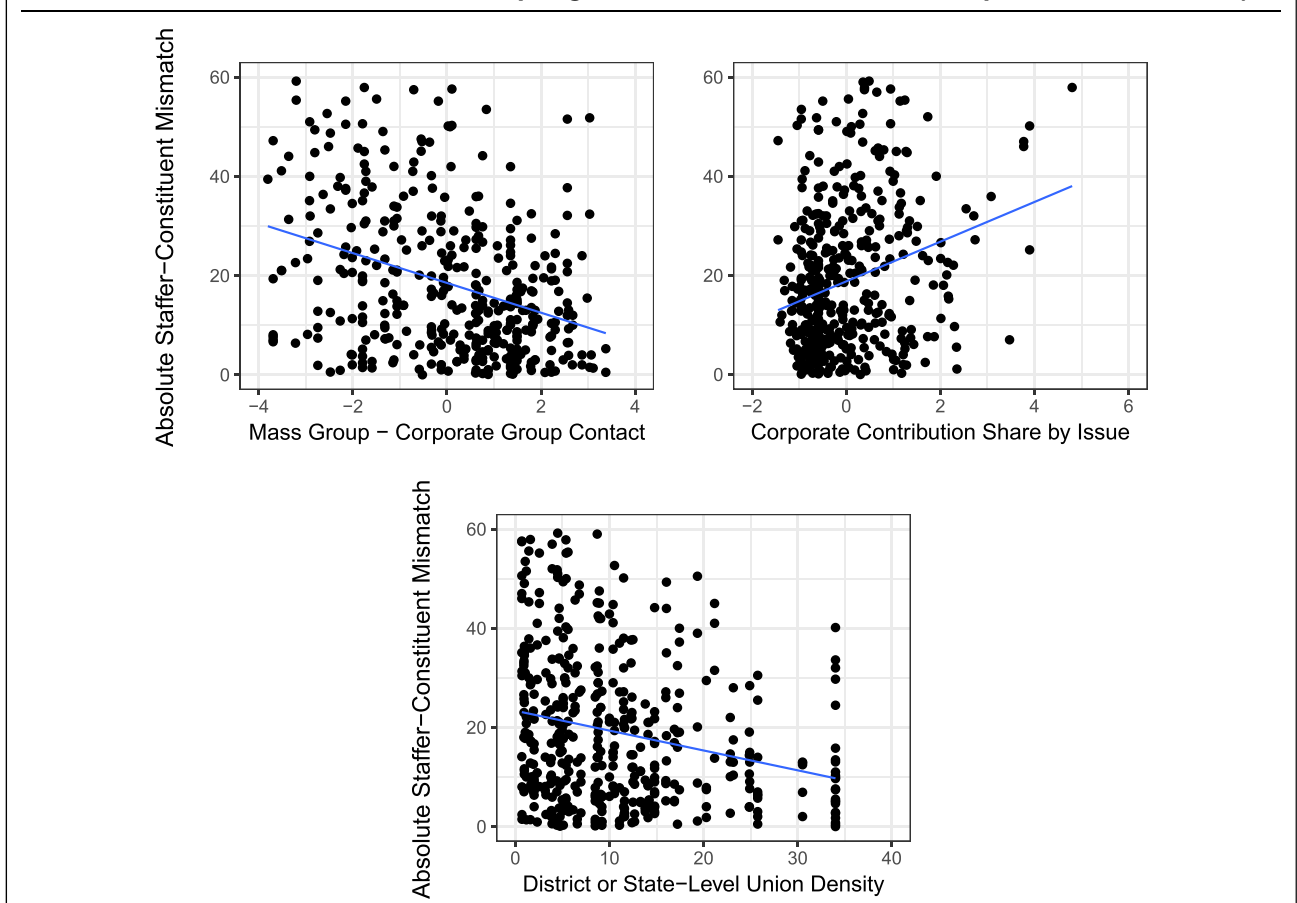 Absolute Staffer−Constituent Mismatch
60
40
20
0
−4 −2 0 2 4
Mass Group − Corporate Group Contact
60
40
20
0
−2 0 2 4 6
Corporate Contribution Share by Issue
Absolute Staffer−Constituent Mismatch
60
40
20
0
0 10 20 30 40
District or State−Level Union Density